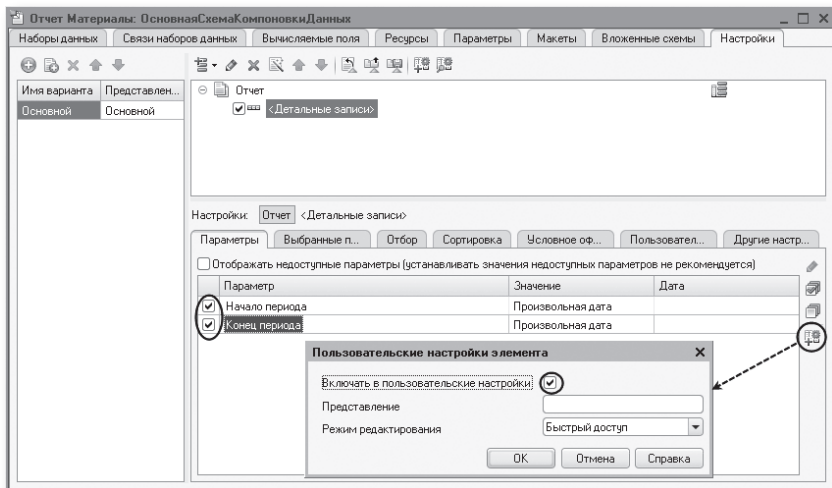 Отчет Материалы: ОсновнаяСхемаКомпоновкиДанных
Наборы данных Связи наборов данных Вычисляемые поля Ресурсы Параметры Макеты Вложенные схемы Настройки
Имя варианта Представлен...
Основной Основной
Отчет
<Детальные записи>
Настройки: Отчет <Детальные записи>
Параметры Выбранные п... Отбор Сортировка Условное оф... Пользовател... Другие настр...
Отображать недоступные параметры (устанавливать значения недоступных параметров не рекомендуется)
Параметр Значение Дата
Начало периода Произвольная дата
Конец периода Произвольная дата
Пользовательские настройки элемента
Включать в пользовательские настройки
Представление
Режим редактирования Быстрый доступ
ОК Отмена Справка